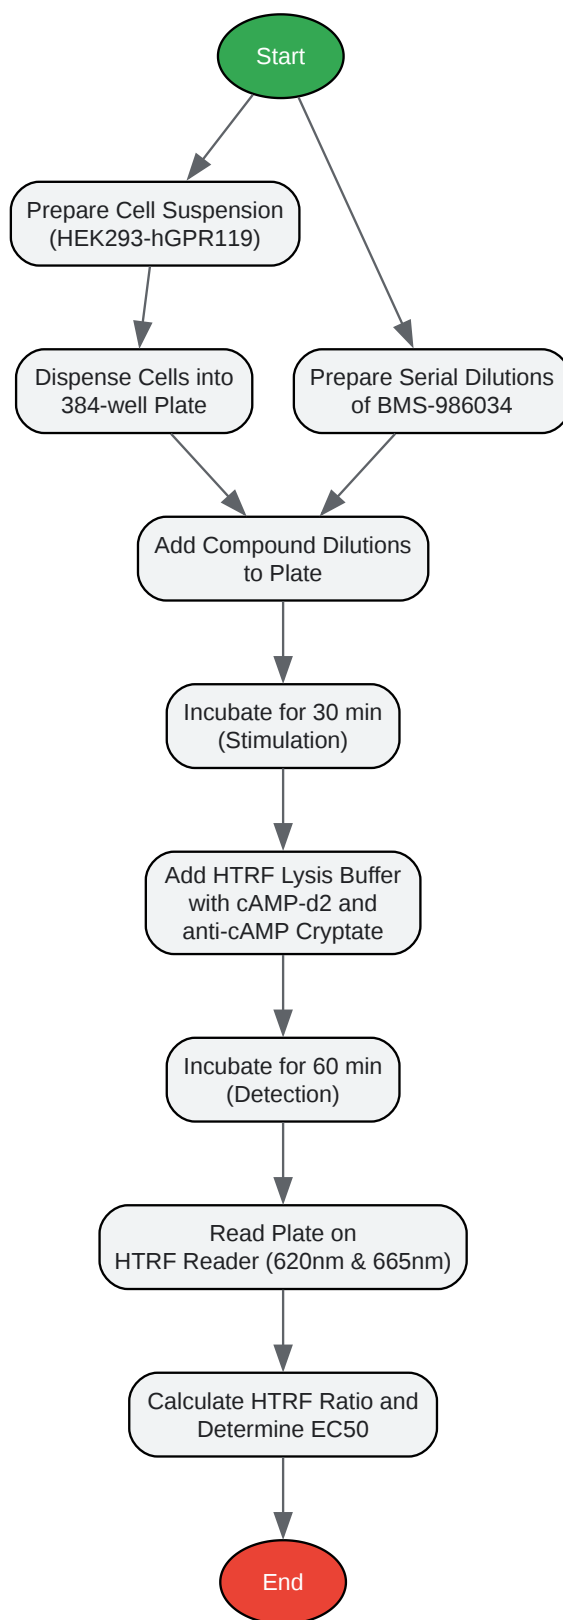 Start
Prepare Cell Suspension
(HEK293-hGPR119)
Dispense Cells into
384-well Plate
Prepare Serial Dilutions
of BMS-986034
Add Compound Dilutions
to Plate
Incubate for 30 min
(Stimulation)
Add HTRF Lysis Buffer
with cAMP-d2 and
anti-cAMP Cryptate
Incubate for 60 min
(Detection)
Read Plate on
HTRF Reader (620nm & 665nm)
Calculate HTRF Ratio and
Determine EC50
End